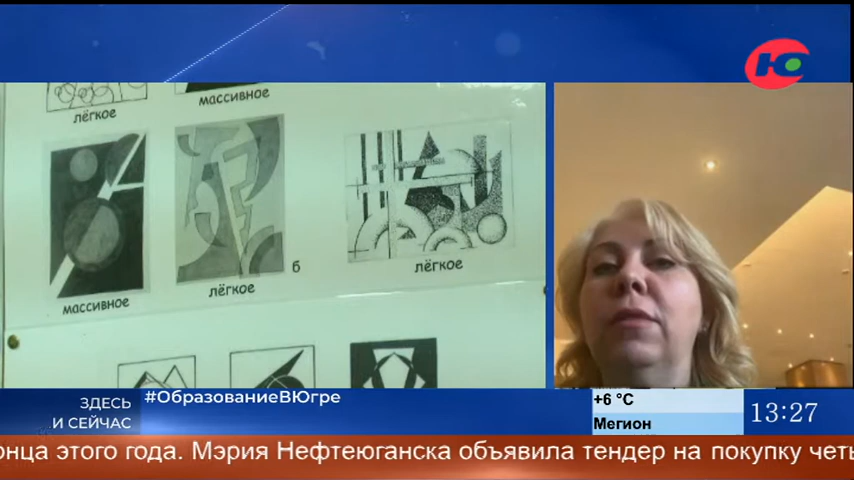 Ю
лёгкое
массивное
массивное
лёгкое
б
лёгкое
ЗДЕСЬ
И СЕЙЧАС
#ОбразованиеВЮгре
+6 °C
Мегион
13:27
онца этого года. Мэрия Нефтеюганска объявила тендер на покупку четь